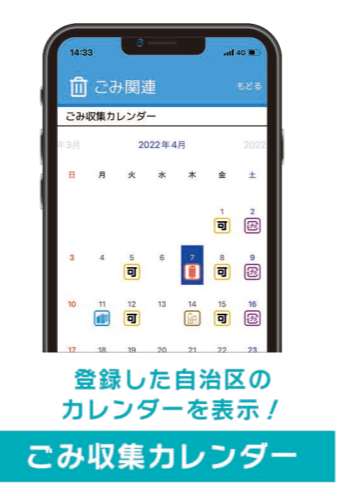 14:33
4G
ごみ関連
もどる
ごみ収集カレンダー
年3月 2022年4月 2022
日 月 火 水 木 金 土
1 2
可
3 4 5 6 7 8 9
可 可
10 11 12 13 14 15 16
可 可
17 18 19 20 21 22 23
登録した自治区の
カレンダーを表示!
ごみ収集カレンダー